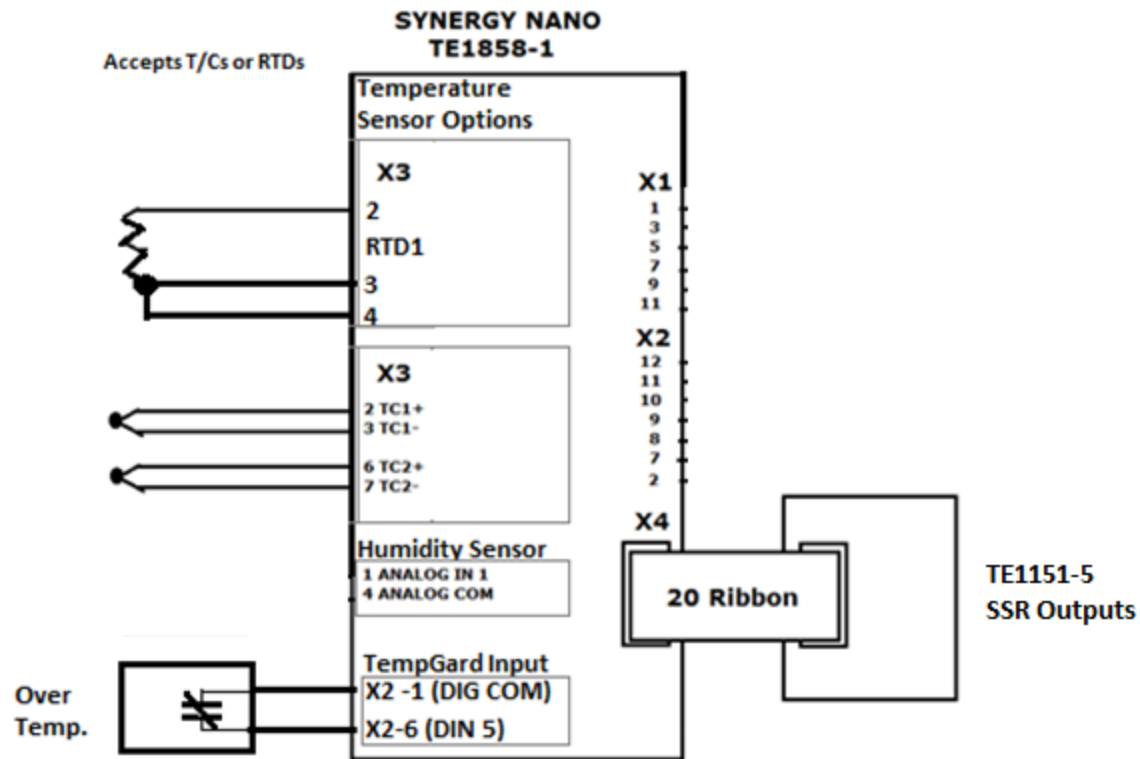 SYNERGY NANO
TE1858-1
Accepts T/Cs or RTDs
Temperature
Sensor Options
X3
2
RTD1
3
4
X3
2 TC1+
3 TC1-
6 TC2+
7 TC2-
Humidity Sensor
1 ANALOG IN 1
4 ANALOG COM
TempGard Input
X2 -1 (DIG COM)
X2-6 (DIN 5)
Over
Temp.
X1
1
3
5
7
9
11
X2
12
11
10
9
8
7
2
X4
20 Ribbon
TE1151-5
SSR Outputs